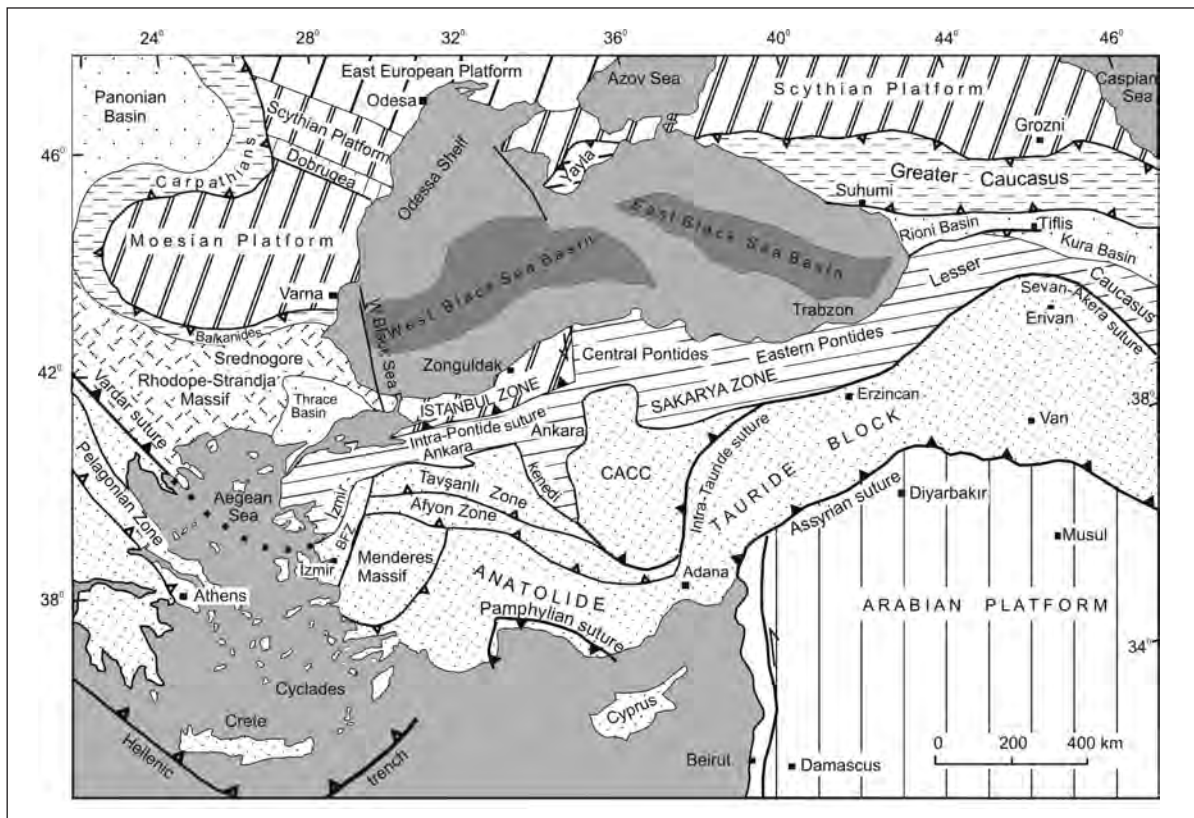 24° 28° 32° 36° 40° 44° 46°
East European Platform
Azov Sea
Scythian Platform
Caspian
Sea
Panonian
Basin
Odesa
Scythian Platform
Dobrugea
Grozni
46°
Carpathians
Odessa Shelf
Yayla
Greater Caucasus
Suhumi
Moesian Platform
East Black Sea Basin
Rioni Basin
Tiflis
Kura Basin
West Black Sea Basin
Lesser
Caucasus
Varna
Trabzon
Sevan-Akera suture
Erivan
Balkanides
W Black Sea F
Zonguldak
Central Pontides
Eastern Pontides
Srednogore
42°
Rhodope-Strandja
Massif
Thrace
Basin
ISTANBUL ZONE
SAKARYA ZONE
Erzincan
38°
Vardar suture
Intra-Pontide suture
Ankara
Ankara
Van
Pelagonian Zone
Aegean
Sea
Izmir
Tavşanlı Zone
kenedi
CACC
Intra-Tauride suture
TAURIDE BLOCK
Afyon Zone
BFZ
Assyrian suture
Diyarbakır
Musul
Izmir
Menderes
Massif
Adana
38°
Athens
ANATOLIDE
Pamphylian suture
ARABIAN PLATFORM
34°
Cyclades
Cyprus
Crete
Hellenic
trench
Beirut
Damascus
0 200 400 km